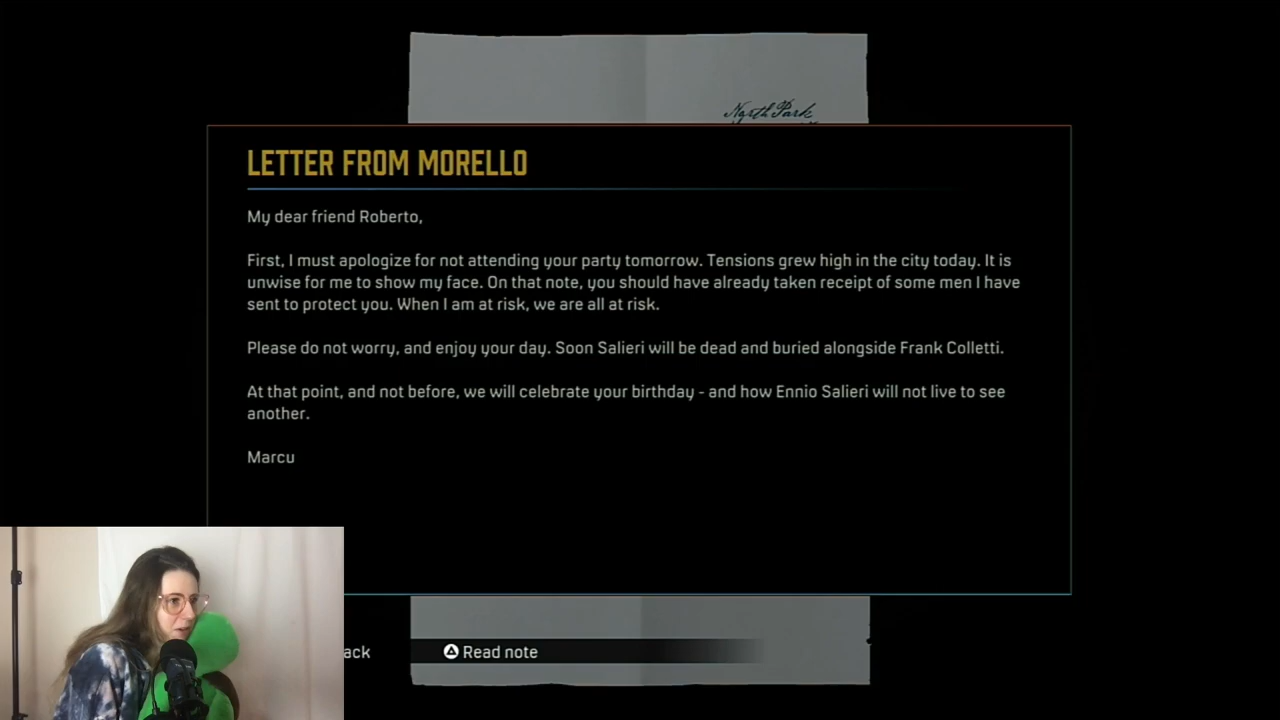 North Park
LETTER FROM MORELLO
My dear friend Roberto,
First, I must apologize for not attending your party tomorrow. Tensions grew high in the city today. It is
unwise for me to show my face. On that note, you should have already taken receipt of some men I have
sent to protect you. When I am at risk, we are all at risk.
Please do not worry, and enjoy your day. Soon Salieri will be dead and buried alongside Frank Colletti.
At that point, and not before, we will celebrate your birthday - and how Ennio Salieri will not live to see
another.
Marcu
ack Read note